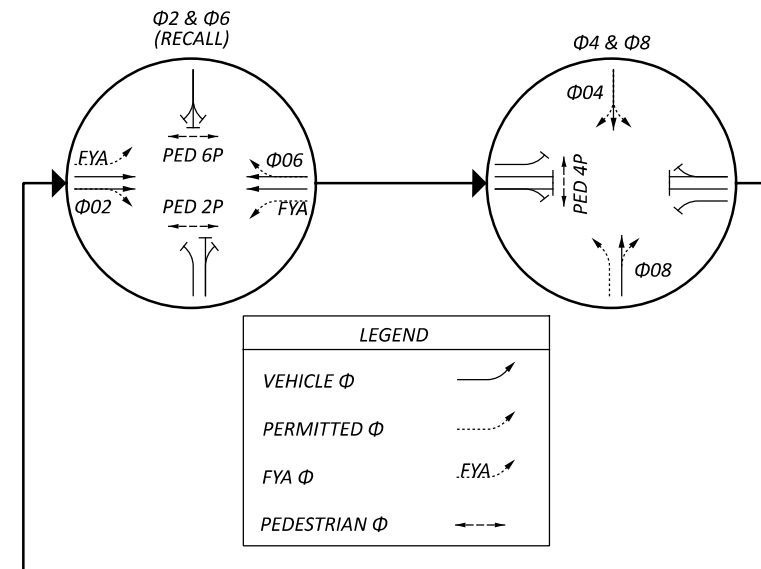 Φ2 & Φ6
(RECALL)
FYA
Φ02
PED 6P
PED 2P
Φ06
FYA
Φ4 & Φ8
Φ04
PED 4P
Φ08
LEGEND
VEHICLE Φ
PERMITTED Φ
FYA Φ
FYA
PEDESTRIAN Φ